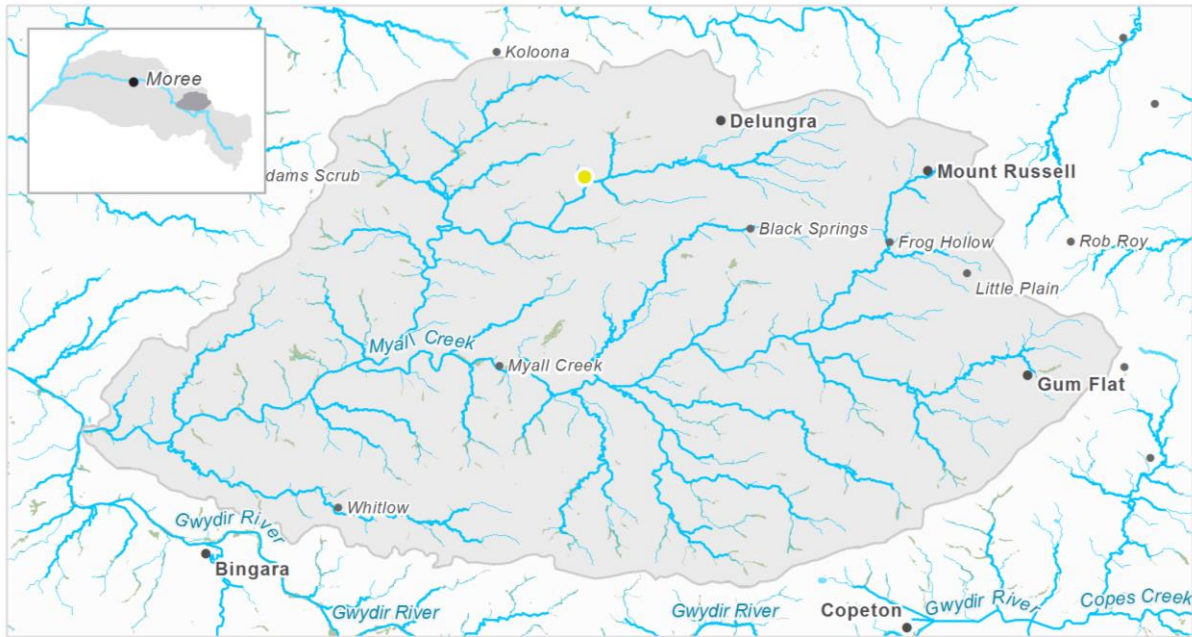 Koloona
Moree
Delungra
dams Scrub
Mount Russell
Black Springs
Frog Hollow
Rob Roy
Little Plain
Myall Creek
Myall Creek
Gum Flat
Whitlow
Gwydir River
Bingara
Gwydir River
Gwydir River
Copeton
Gwydir River
Copes Creek